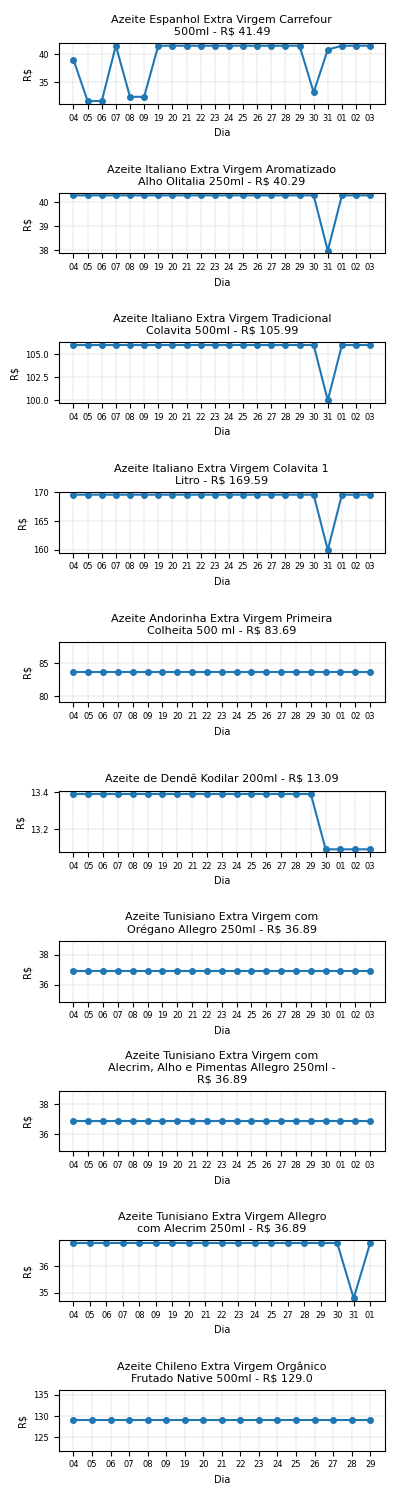 Azeite Espanhol Extra Virgem Carrefour
500ml - R$ 41.49
40
35
R$
04 05 06 07 08 09 19 20 21 22 23 24 25 26 27 28 29 30 31 01 02 03
Dia
Azeite Italiano Extra Virgem Aromatizado
Alho Olitalia 250ml - R$ 40.29
40
39
38
R$
04 05 06 07 08 09 19 20 21 22 23 24 25 26 27 28 29 30 31 01 02 03
Dia
Azeite Italiano Extra Virgem Tradicional
Colavita 500ml - R$ 105.99
105.0
102.5
100.0
R$
04 05 06 07 08 09 19 20 21 22 23 24 25 26 27 28 29 30 31 01 02 03
Dia
Azeite Italiano Extra Virgem Colavita 1
Litro - R$ 169.59
170
165
160
R$
04 05 06 07 08 09 19 20 21 22 23 24 25 26 27 28 29 30 31 01 02 03
Dia
Azeite Andorinha Extra Virgem Primeira
Colheita 500 ml - R$ 83.69
85
80
R$
04 05 06 07 08 09 19 20 21 22 23 24 25 26 27 28 29 30 31 01 02 03
Dia
Azeite de Dendê Kodilar 200ml - R$ 13.09
13.4
13.2
R$
04 05 06 07 08 09 19 20 21 22 23 24 25 26 27 28 29 30 31 01 02 03
Dia
Azeite Tunisiano Extra Virgem com
Orégano Allegro 250ml - R$ 36.89
38
36
R$
04 05 06 07 08 09 19 20 21 22 23 24 25 26 27 28 29 30 31 01 02 03
Dia
Azeite Tunisiano Extra Virgem com
Alecrim, Alho e Pimentas Allegro 250ml -
R$ 36.89
38
36
R$
04 05 06 07 08 09 19 20 21 22 23 24 25 26 27 28 29 30 31 01 02 03
Dia
Azeite Tunisiano Extra Virgem Allegro
com Alecrim 250ml - R$ 36.89
36
35
R$
04 05 06 07 08 09 19 20 21 22 23 24 25 26 27 28 29 30 31 01
Dia
Azeite Chileno Extra Virgem Orgânico
Frutado Native 500ml - R$ 129.0
135
130
125
R$
04 05 06 07 08 09 19 20 21 22 23 24 25 26 27 28 29
Dia